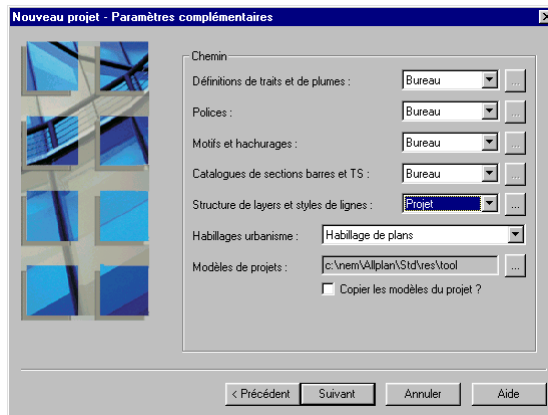 Nouveau projet - Paramètres complémentaires
Chemin
Définitions de traits et de plumes : Bureau ...
Polices : Bureau ...
Motifs et hachurages : Bureau ...
Catalogues de sections barres et TS : Bureau ...
Structure de layers et styles de lignes : Projet ...
Habillages urbanisme : Habillage de plans
Modèles de projets : c:\nem\Allplan\Std\res\tool ...
Copier les modèles du projet ?
< Précédent Suivant Annuler Aide